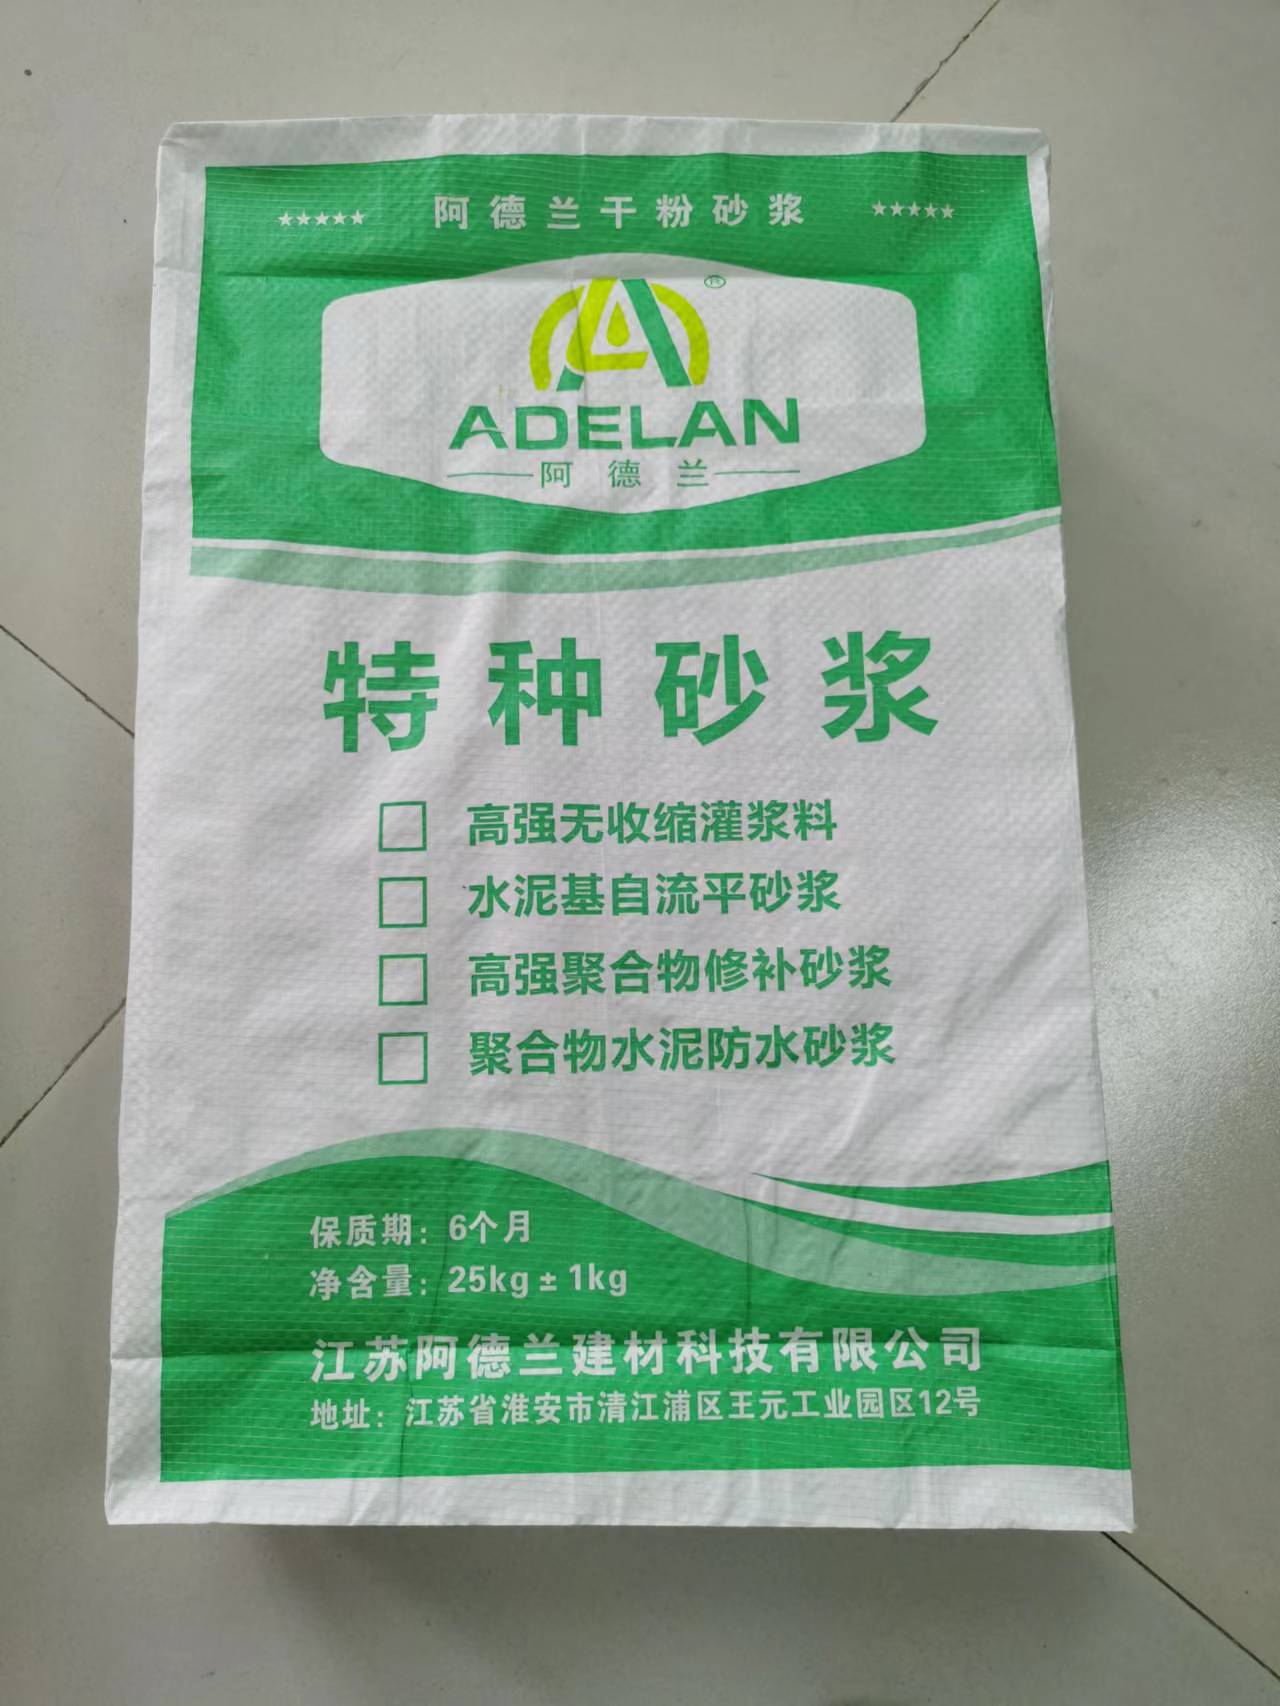 ★★★★★ 阿德兰干粉砂浆 ★★★★★
®
ADELAN
阿德兰
特种砂浆
□ 高强无收缩灌浆料
□ 水泥基自流平砂浆
□ 高强聚合物修补砂浆
□ 聚合物水泥防水砂浆
保质期：6个月
净含量：25kg±1kg
江苏阿德兰建材科技有限公司
地址：江苏省淮安市清江浦区王元工业园区12号